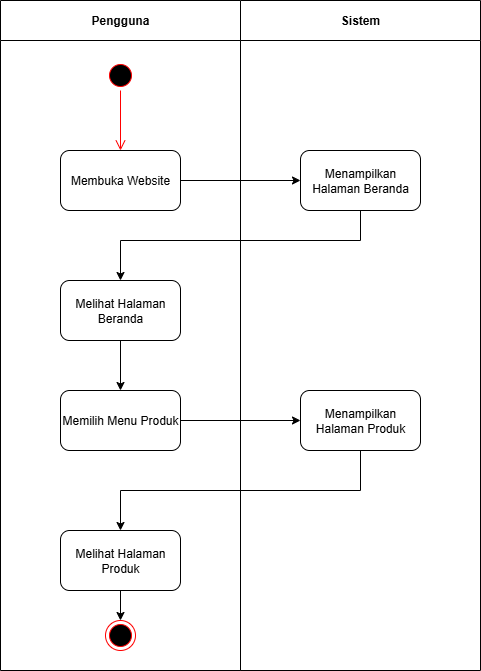 Pengguna
Sistem
Membuka Website
Menampilkan
Halaman Beranda
Melihat Halaman
Beranda
Memilih Menu Produk
Menampilkan
Halaman Produk
Melihat Halaman
Produk